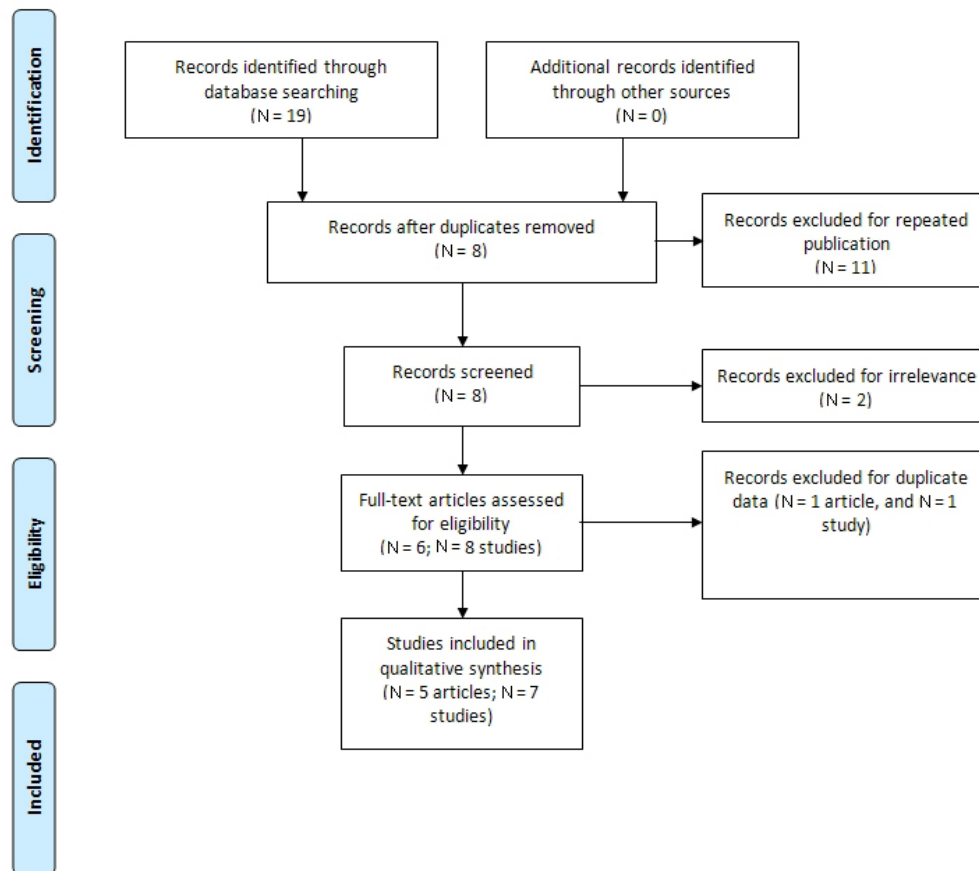 Identification
Records identified through
database searching
(N = 19)
Additional records identified
through other sources
(N = 0)
Records after duplicates removed
(N = 8)
Records excluded for repeated
publication
(N = 11)
Screening
Records screened
(N = 8)
Records excluded for irrelevance
(N = 2)
Eligibility
Full-text articles assessed
for eligibility
(N = 6; N = 8 studies)
Records excluded for duplicate
data (N = 1 article, and N = 1
study)
Included
Studies included in
qualitative synthesis
(N = 5 articles; N = 7
studies)